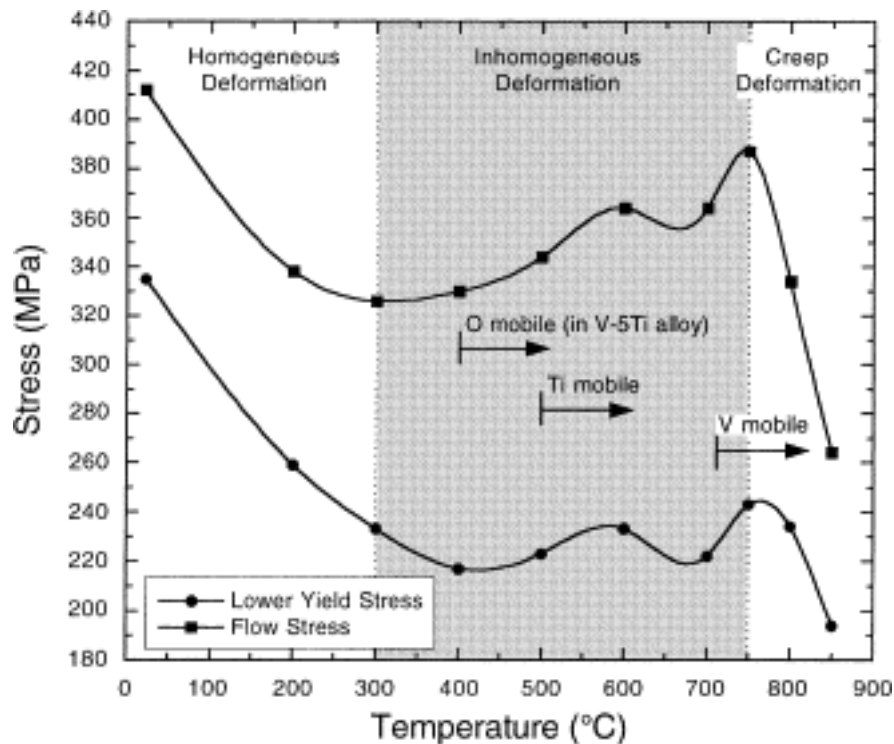 440
420
400
380
360
340
320
300
280
260
240
220
200
180
Stress (MPa)
Homogeneous
Deformation
Inhomogeneous
Deformation
Creep
Deformation
O mobile (in V-5Ti alloy)
Ti mobile
V mobile
Lower Yield Stress
Flow Stress
0 100 200 300 400 500 600 700 800 900
Temperature (°C)